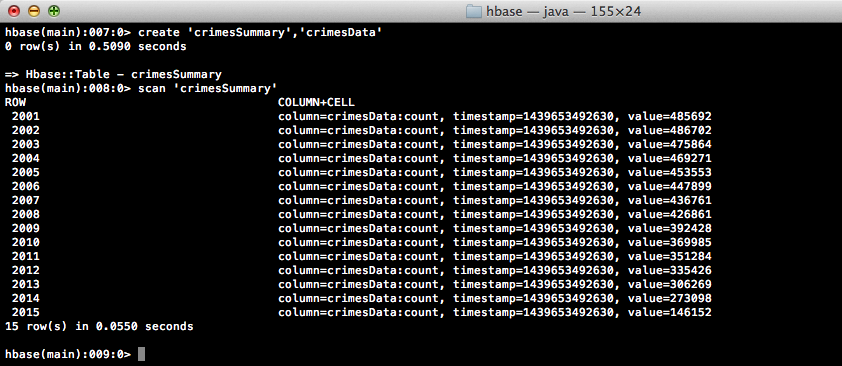 hbase — java — 155×24
hbase(main):007:0> create 'crimesSummary','crimesData'
0 row(s) in 0.5090 seconds
=> Hbase::Table - crimesSummary
hbase(main):008:0> scan 'crimesSummary'
ROW COLUMN+CELL
2001 column=crimesData:count, timestamp=1439653492630, value=485692
2002 column=crimesData:count, timestamp=1439653492630, value=486702
2003 column=crimesData:count, timestamp=1439653492630, value=475864
2004 column=crimesData:count, timestamp=1439653492630, value=469271
2005 column=crimesData:count, timestamp=1439653492630, value=453553
2006 column=crimesData:count, timestamp=1439653492630, value=447899
2007 column=crimesData:count, timestamp=1439653492630, value=436761
2008 column=crimesData:count, timestamp=1439653492630, value=426861
2009 column=crimesData:count, timestamp=1439653492630, value=392428
2010 column=crimesData:count, timestamp=1439653492630, value=369985
2011 column=crimesData:count, timestamp=1439653492630, value=351284
2012 column=crimesData:count, timestamp=1439653492630, value=335426
2013 column=crimesData:count, timestamp=1439653492630, value=306269
2014 column=crimesData:count, timestamp=1439653492630, value=273098
2015 column=crimesData:count, timestamp=1439653492630, value=146152
15 row(s) in 0.0550 seconds
hbase(main):009:0>